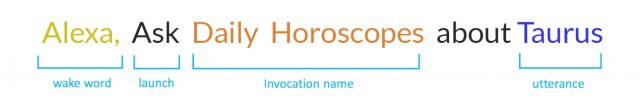 Alexa, Ask Daily Horoscopes about Taurus
wake word launch Invocation name utterance